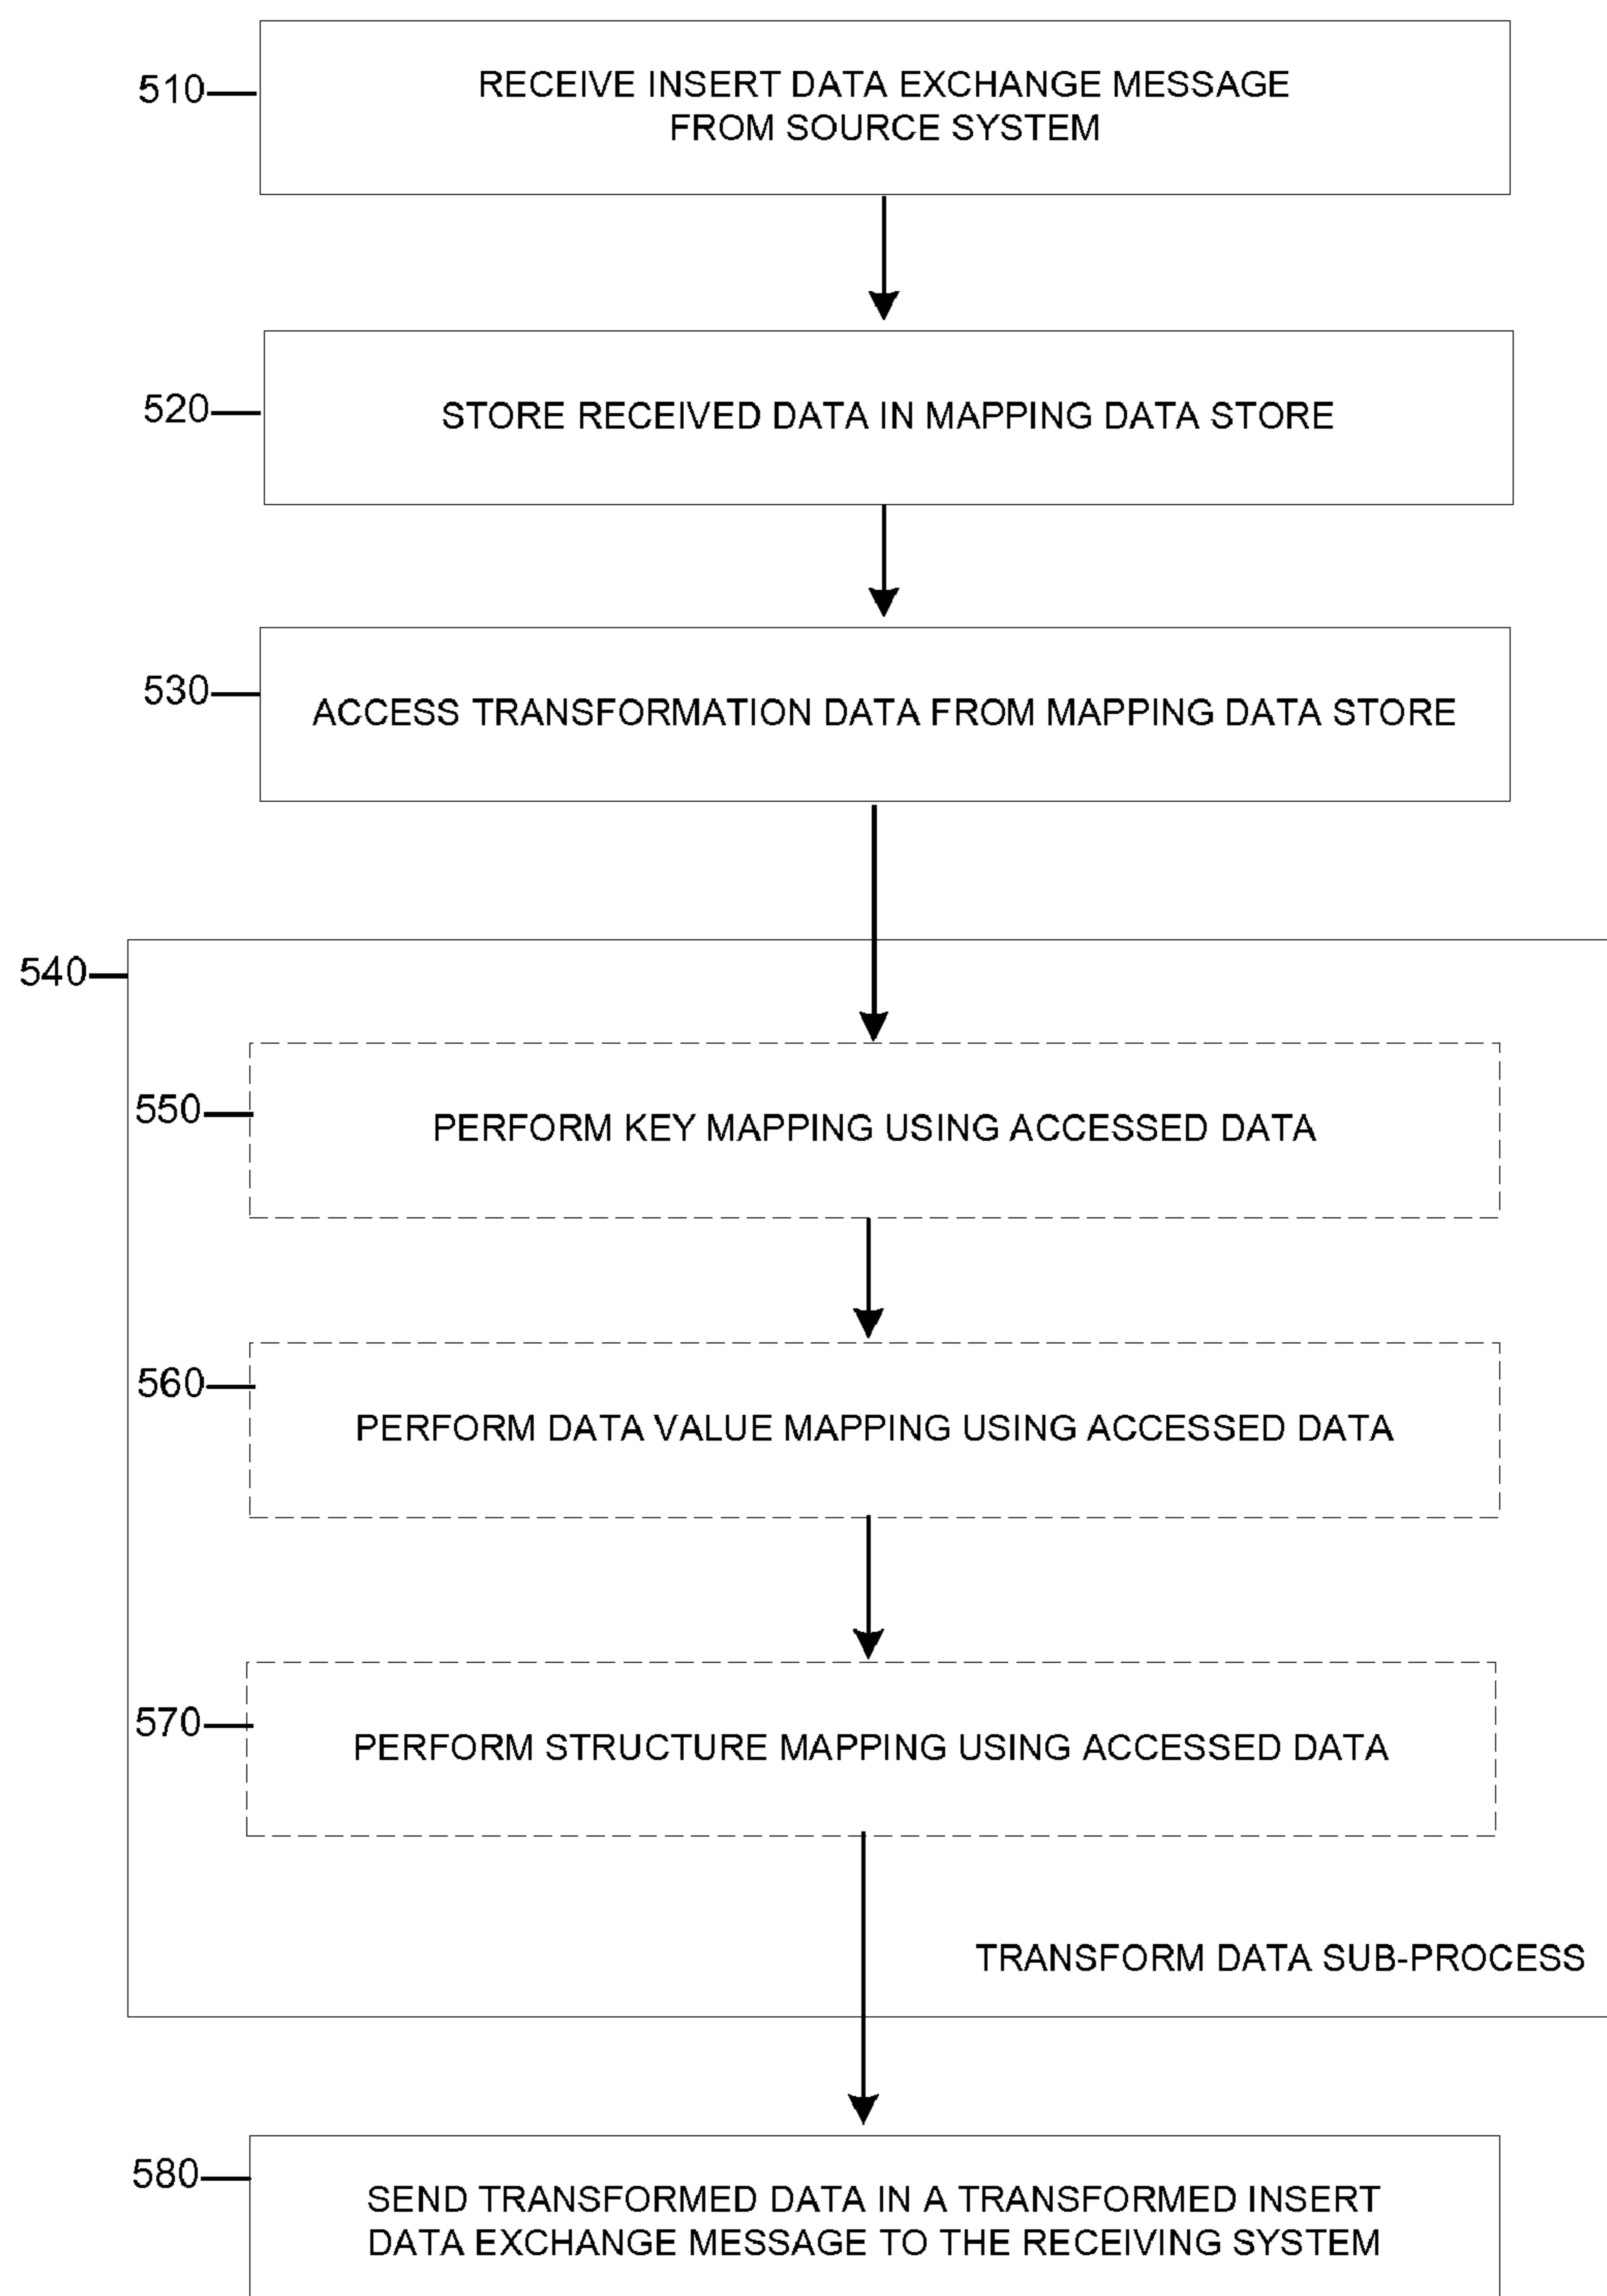 510
RECEIVE INSERT DATA EXCHANGE MESSAGE
FROM SOURCE SYSTEM
520
STORE RECEIVED DATA IN MAPPING DATA STORE
530
ACCESS TRANSFORMATION DATA FROM MAPPING DATA STORE
540
550
PERFORM KEY MAPPING USING ACCESSED DATA
560
PERFORM DATA VALUE MAPPING USING ACCESSED DATA
570
PERFORM STRUCTURE MAPPING USING ACCESSED DATA
TRANSFORM DATA SUB-PROCESS
580
SEND TRANSFORMED DATA IN A TRANSFORMED INSERT
DATA EXCHANGE MESSAGE TO THE RECEIVING SYSTEM